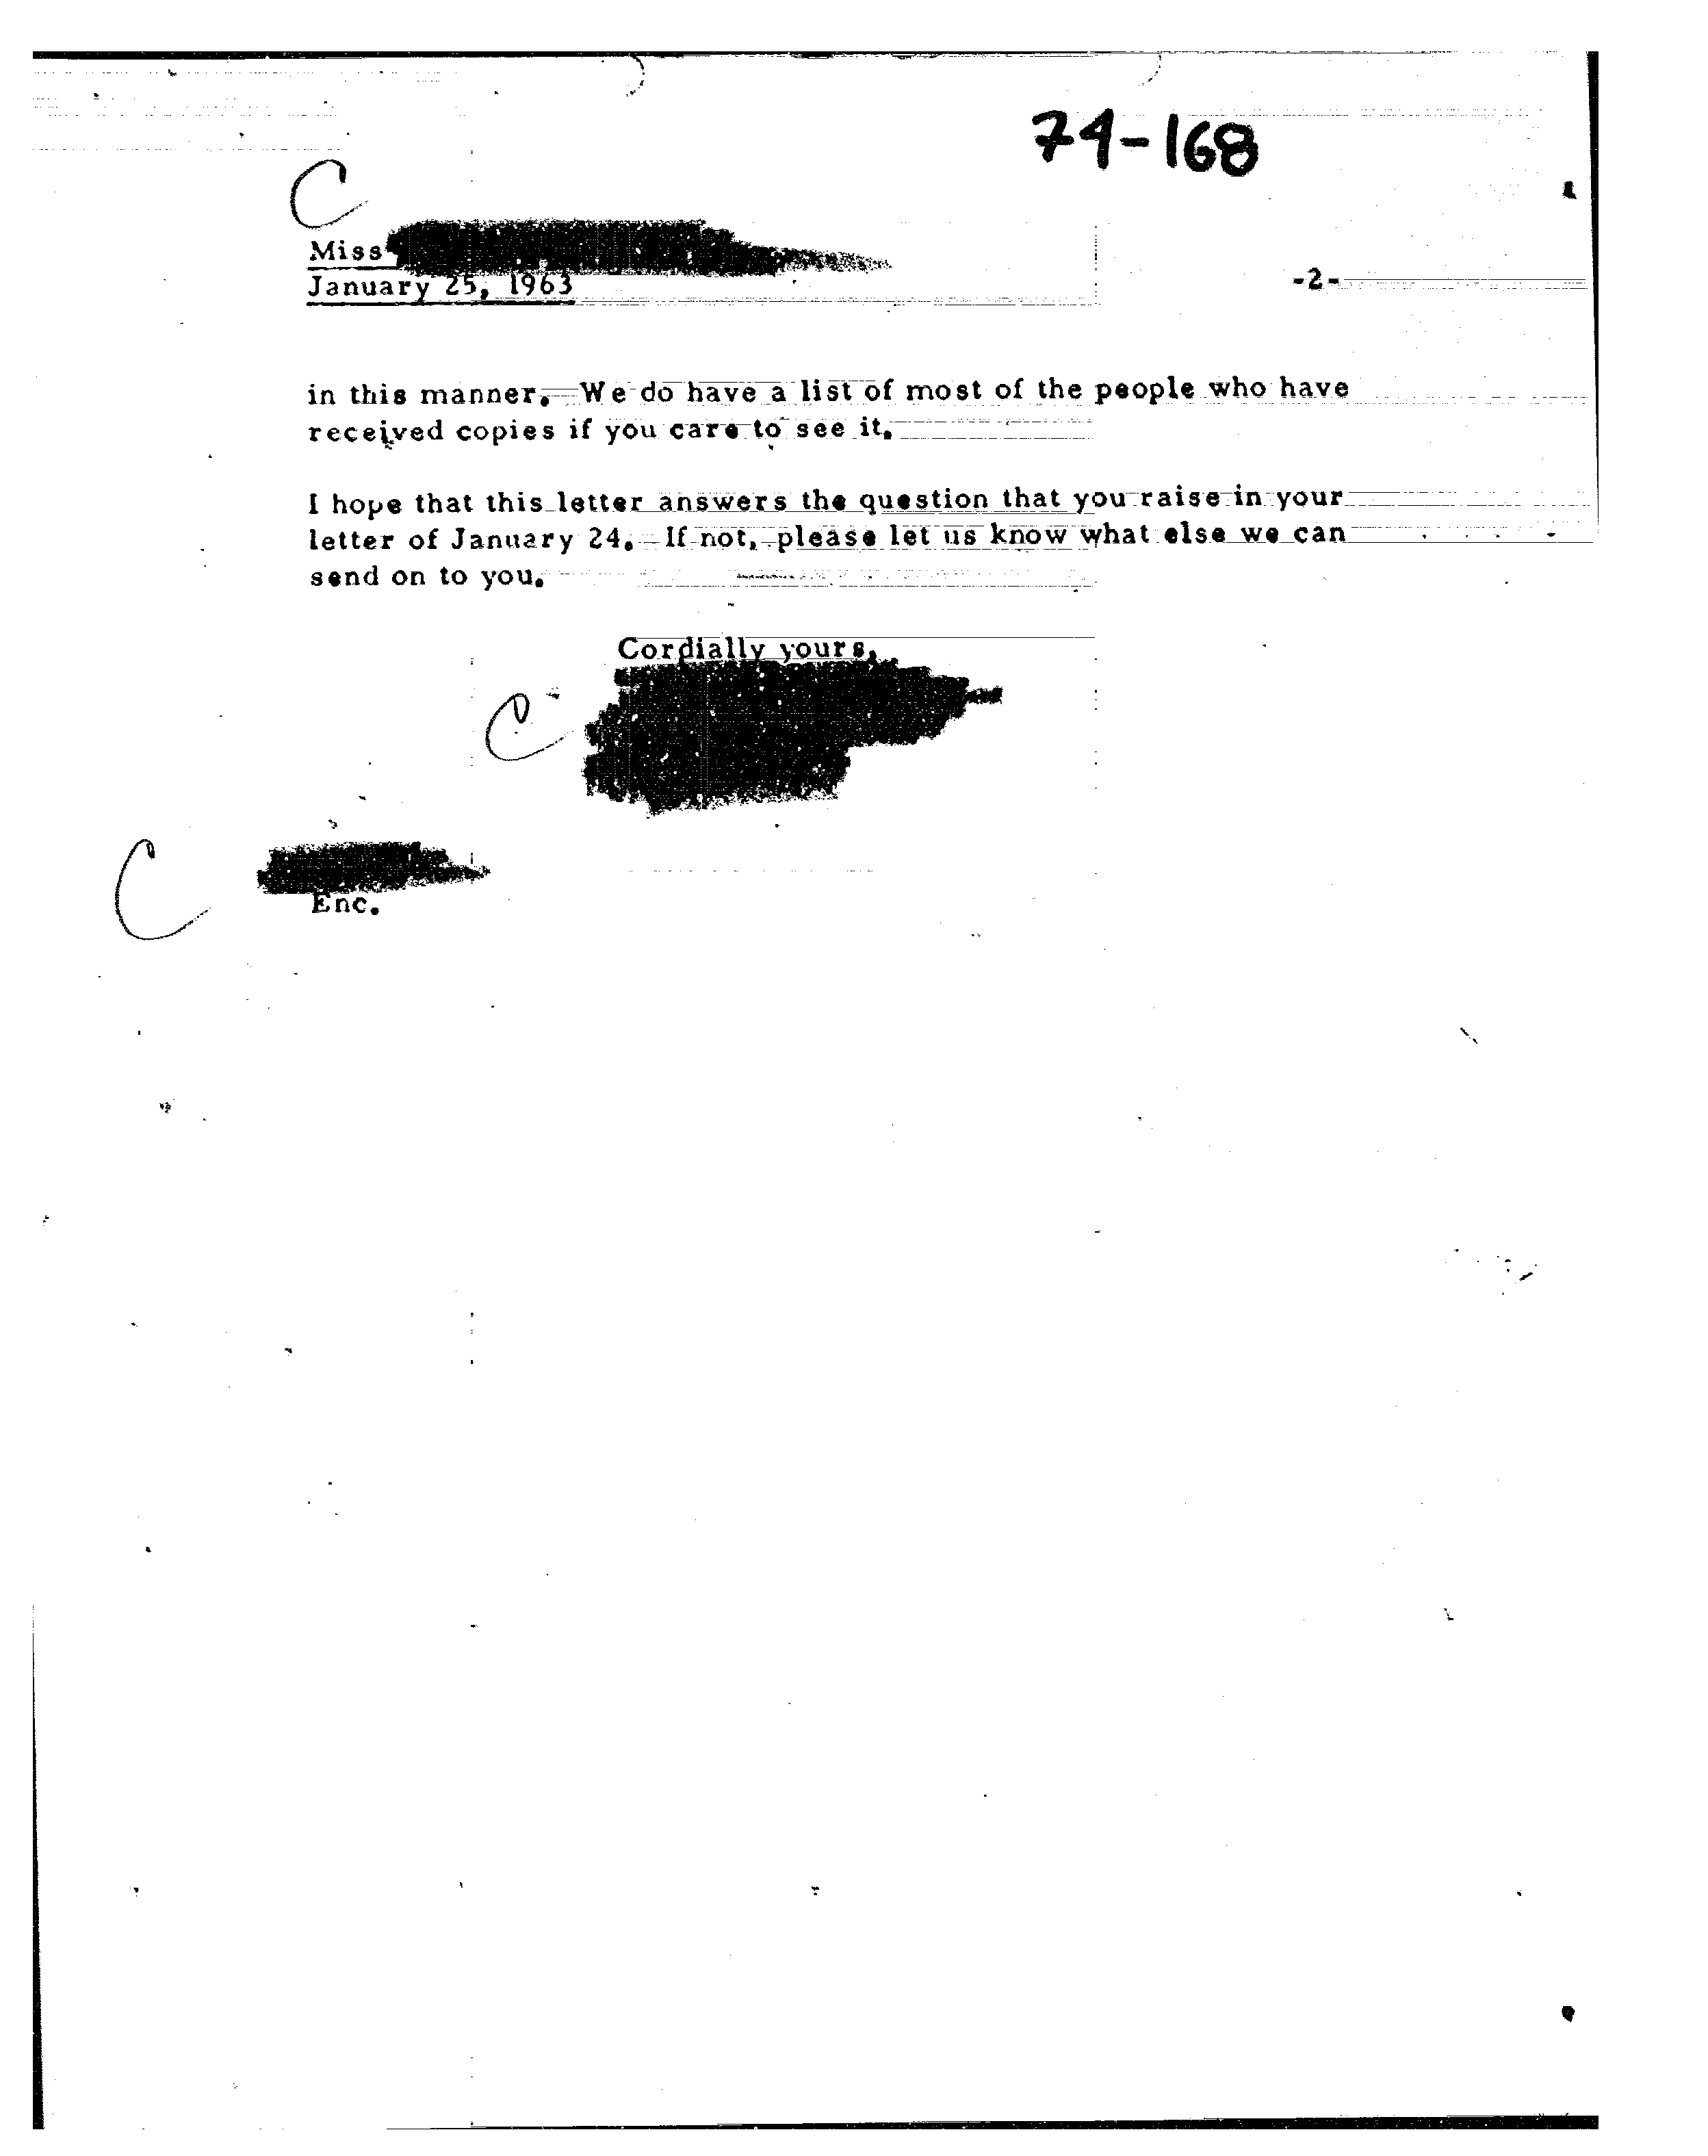 74-168
C
Miss
January 25, 1963
-2-
in this manner. We do have a list of most of the people who have
received copies if you care to see it.
I hope that this letter answers the question that you raise in your
letter of January 24. If not, please let us know what else we can
send on to you.
Cordially yours,
C
C
Enc.